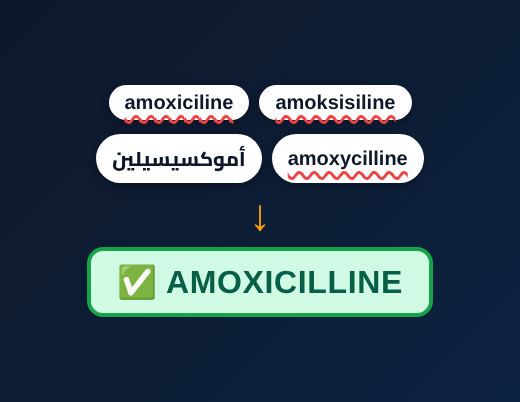 amoxiciline amoksisiline
أموكسيسيلين amoxycilline
↓
✅ AMOXICILLINE